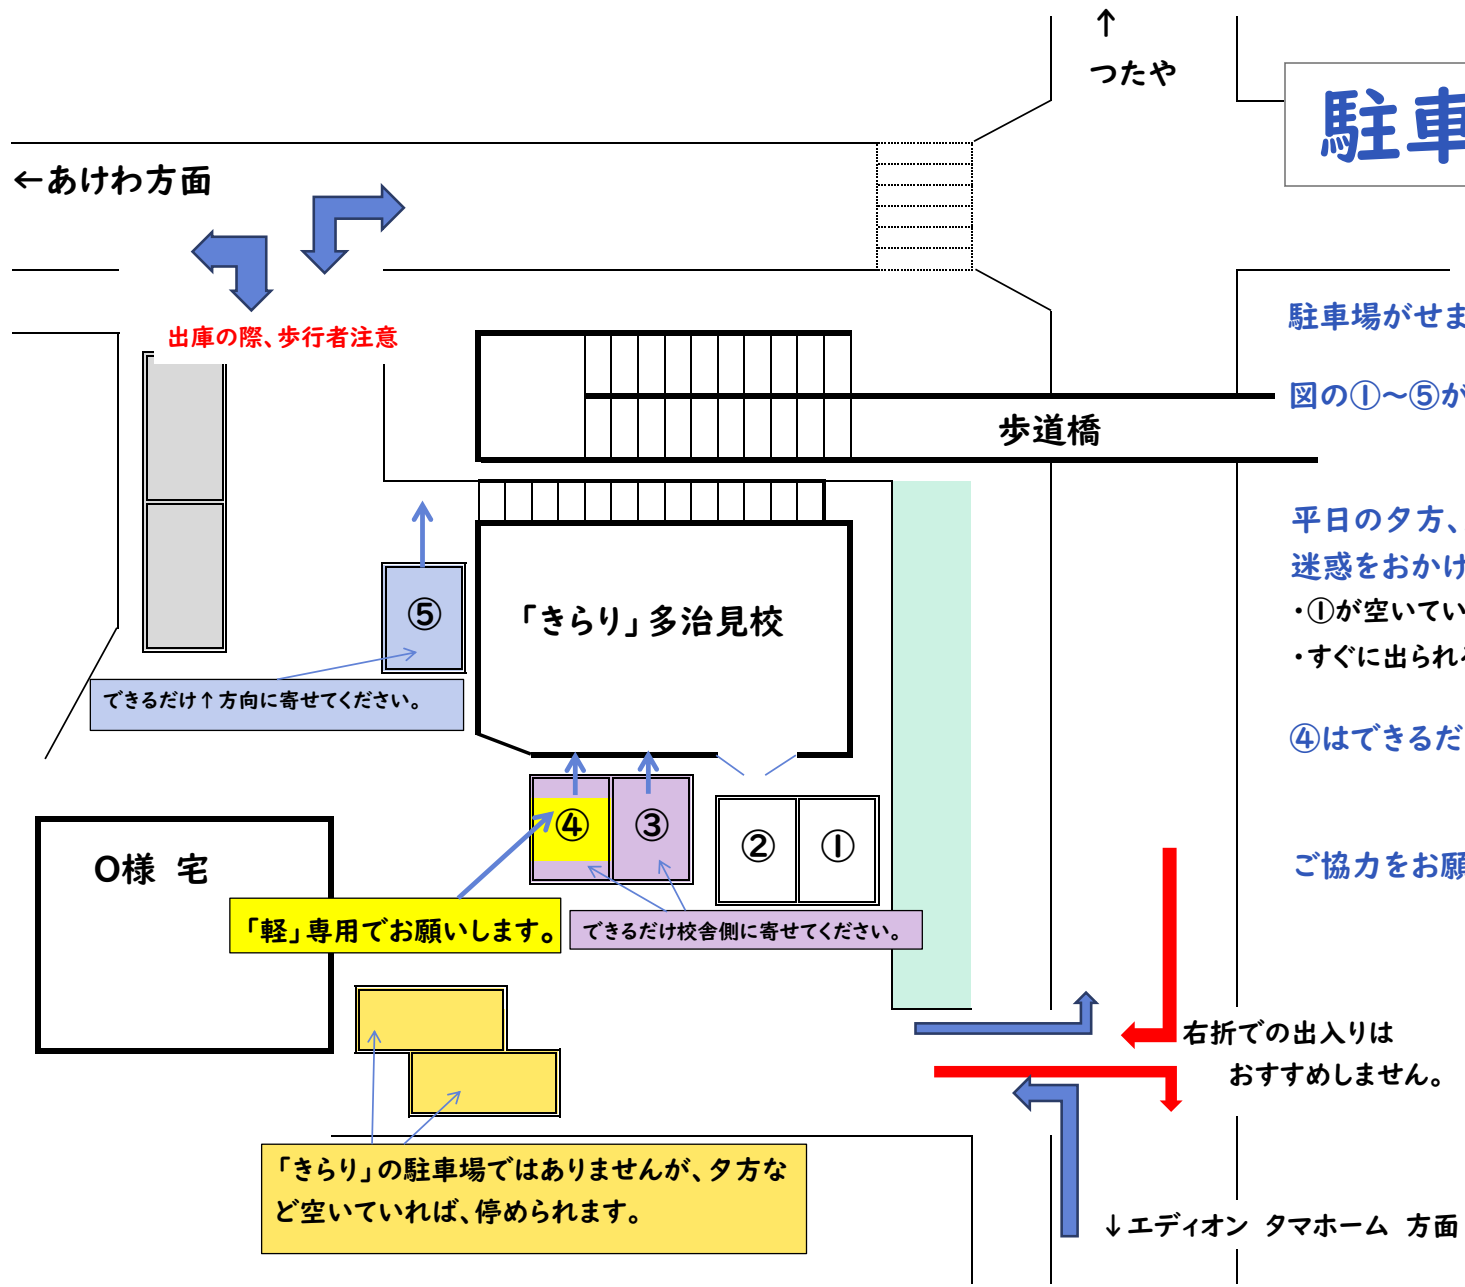 ↑
つたや
駐車
←あけわ方面
駐車場がせま
出庫の際、歩行者注意
図の①~⑤が
歩道橋
平日の夕方、
迷惑をおかけ
・①が空いてい
・すぐに出られ
「きらり」多治見校
⑤
できるだけ↑方向に寄せてください。
④はできるだ
④
③
②
①
O様 宅
ご協力をお願
「軽」専用でお願いします。
できるだけ校舎側に寄せてください。
右折での出入りは
おすすめしません。
「きらり」の駐車場ではありませんが、夕方な
ど空いていれば、停められます。
↓エディオン タマホーム 方面